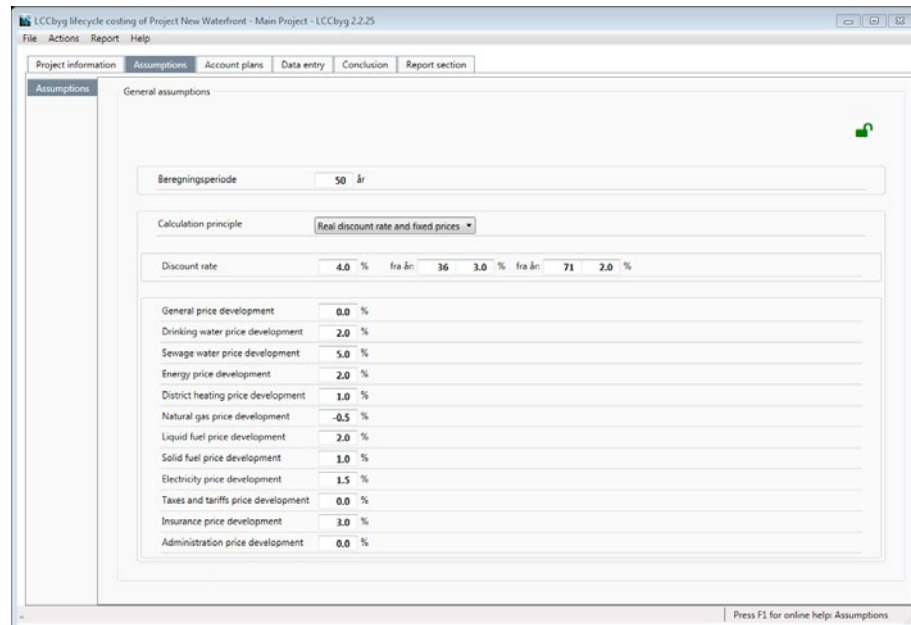 LCCbyg lifecycle costing of Project New Waterfront - Main Project - LCCbyg 2.2.25
File Actions Report Help
Project information Assumptions Account plans Data entry Conclusion Report section
Assumptions
General assumptions
Beregningsperiode 50 år
Calculation principle Real discount rate and fixed prices
Discount rate 4.0 % fra år: 36 3.0 % fra år: 71 2.0 %
General price development 0.0 %
Drinking water price development 2.0 %
Sewage water price development 5.0 %
Energy price development 2.0 %
District heating price development 1.0 %
Natural gas price development -0.5 %
Liquid fuel price development 2.0 %
Solid fuel price development 1.0 %
Electricity price development 1.5 %
Taxes and tariffs price development 0.0 %
Insurance price development 3.0 %
Administration price development 0.0 %
Press F1 for online help: Assumptions